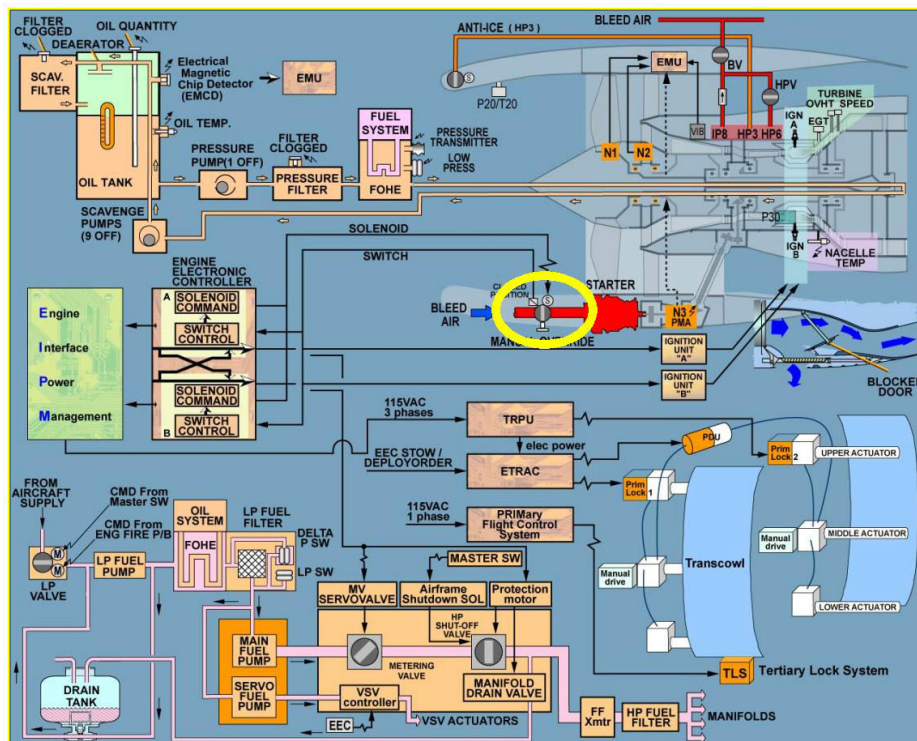 FILTER
CLOGGED
OIL QUANTITY
DEAERATOR
SCAV.
FILTER
Electrical
Magnetic
Chip Detector
(EMCD)
EMU
OIL TEMP.
OIL TANK
PRESSURE
PUMP(1 OFF)
FILTER
CLOGGED
PRESSURE
FILTER
FUEL
SYSTEM
FOHE
PRESSURE
TRANSMITTER
LOW
PRESS
SCAVENGE
PUMPS
(9 OFF)
ANTI-ICE (HP3)
S
P20/T20
BLEED AIR
BV
HPV
EMU
VIB
N1
N2
IP8
HP3
HP6
IGN
A
TURBINE
OVHT SPEED
EGT
P30
IGN
B
NACELLE
TEMP
SOLENOID
SWITCH
S
STARTER
BLEED
AIR
N3
PMA
IGNITION
UNIT
"A"
IGNITION
UNIT
"B"
BLOCKER
DOOR
Engine
Interface
Power
Management
ENGINE
ELECTRONIC
CONTROLLER
A
SOLENOID
COMMAND
SWITCH
CONTROL
SOLENOID
COMMAND
SWITCH
CONTROL
B
115VAC
3 phases
TRPU
elec power
EEC STOW /
DEPLOYORDER
ETRAC
115VAC
1 phase
PRIMary
Flight Control
System
PDU
Prim
Lock 1
Prim
Lock 2
UPPER ACTUATOR
Manual
drive
MIDDLE ACTUATOR
Manual
drive
Transcowl
LOWER ACTUATOR
TLS
Tertiary Lock System
FROM
AIRCRAFT
SUPPLY
CMD From
Master SW
CMD From
ENG FIRE P/B
M
M
LP
VALVE
LP FUEL
PUMP
OIL
SYSTEM
FOHE
LP FUEL
FILTER
DELTA
P SW
LP SW
MASTER SW
MV
SERVOVALVE
Airframe
Shutdown SOL
Protection
motor
HP
SHUT-OFF
VALVE
MAIN
FUEL
PUMP
METERING
VALVE
MANIFOLD
DRAIN VALVE
SERVO
FUEL
PUMP
VSV
controller
EEC
VSV ACTUATORS
DRAIN
TANK
FF
Xmtr
HP FUEL
FILTER
MANIFOLDS